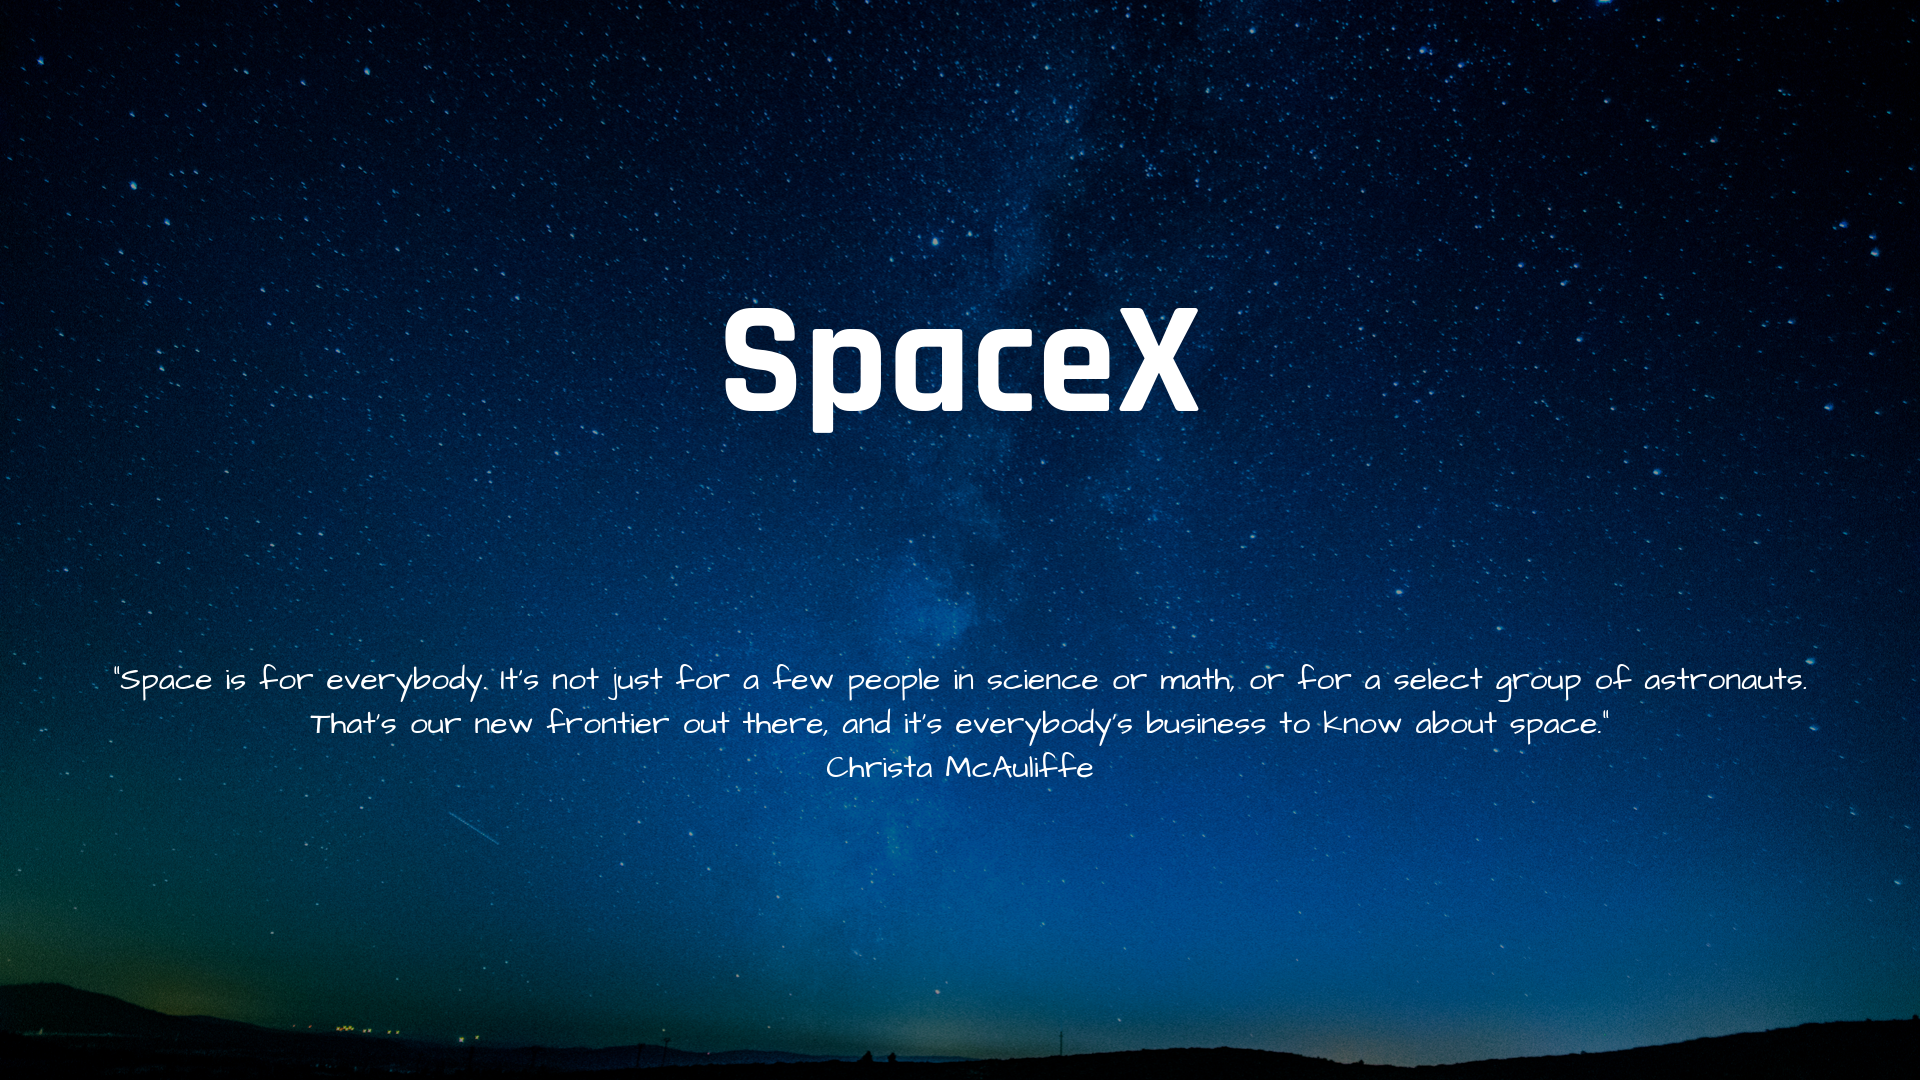 SpaceX
"Space is for everybody. It's not just for a few people in science or math, or for a select group of astronauts.
That's our new frontier out there, and it's everybody's business to know about space."
Christa McAuliffe